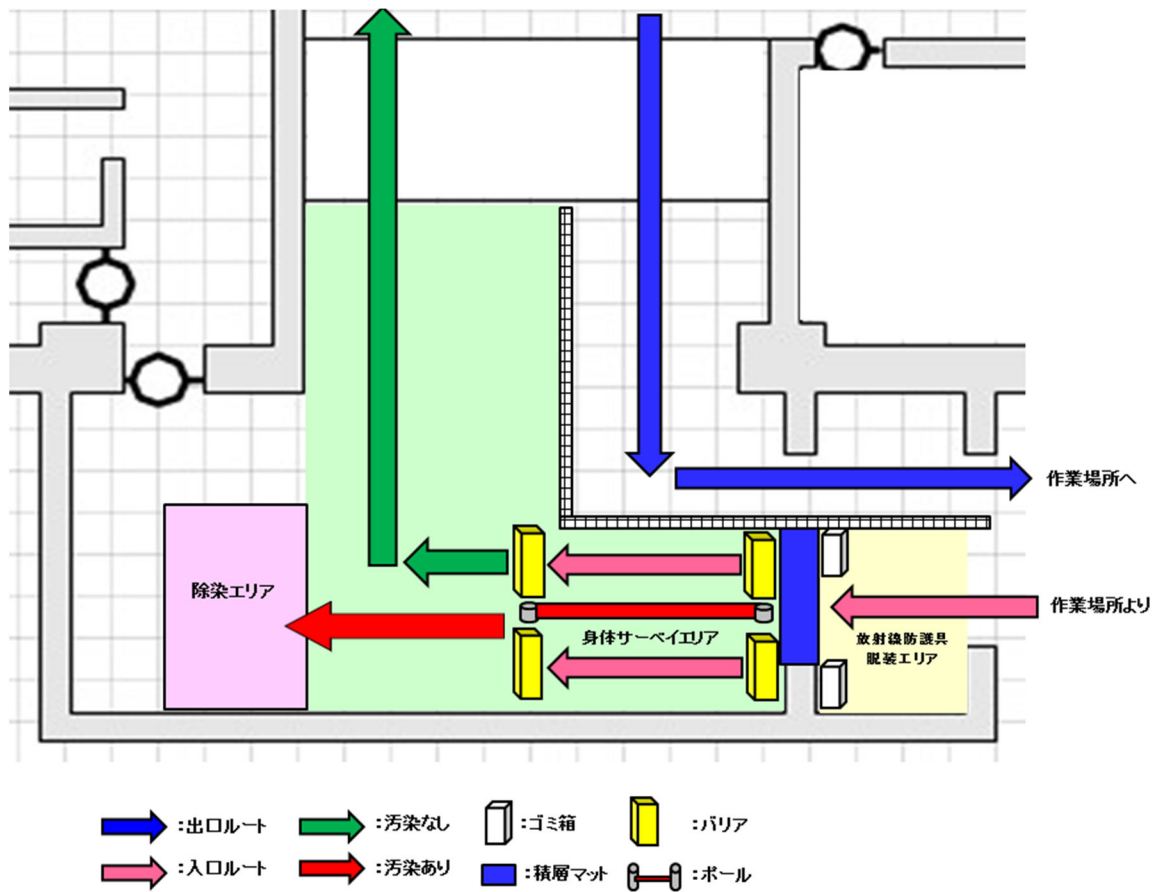 作業場所へ
除染エリア
作業場所より
身体サーベイエリア
放射線防護具
脱装エリア
:出口ルート
:汚染なし
:ゴミ箱
:バリア
:入口ルート
:汚染あり
:積層マット
:ポール